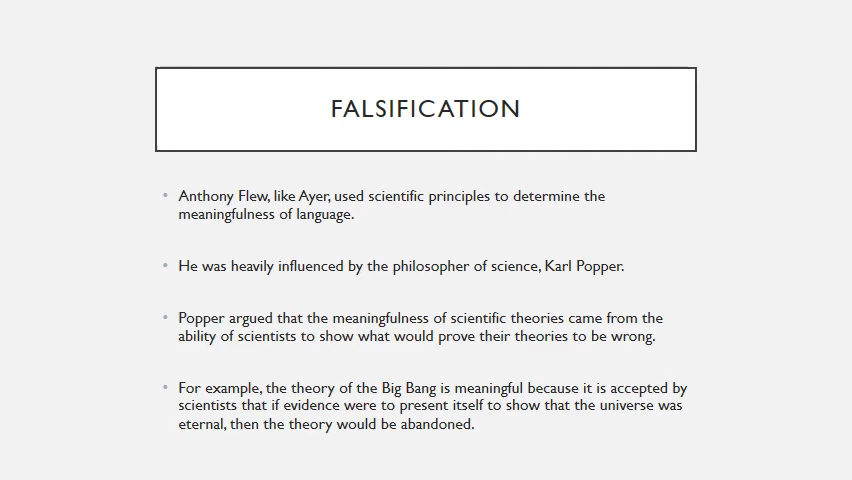 FALSIFICATION
• Anthony Flew, like Ayer, used scientific principles to determine the
meaningfulness of language.
• He was heavily influenced by the philosopher of science, Karl Popper.
• Popper argued that the meaningfulness of scientific theories came from the
ability of scientists to show what would prove their theories to be wrong.
• For example, the theory of the Big Bang is meaningful because it is accepted by
scientists that if evidence were to present itself to show that the universe was
eternal, then the theory would be abandoned.